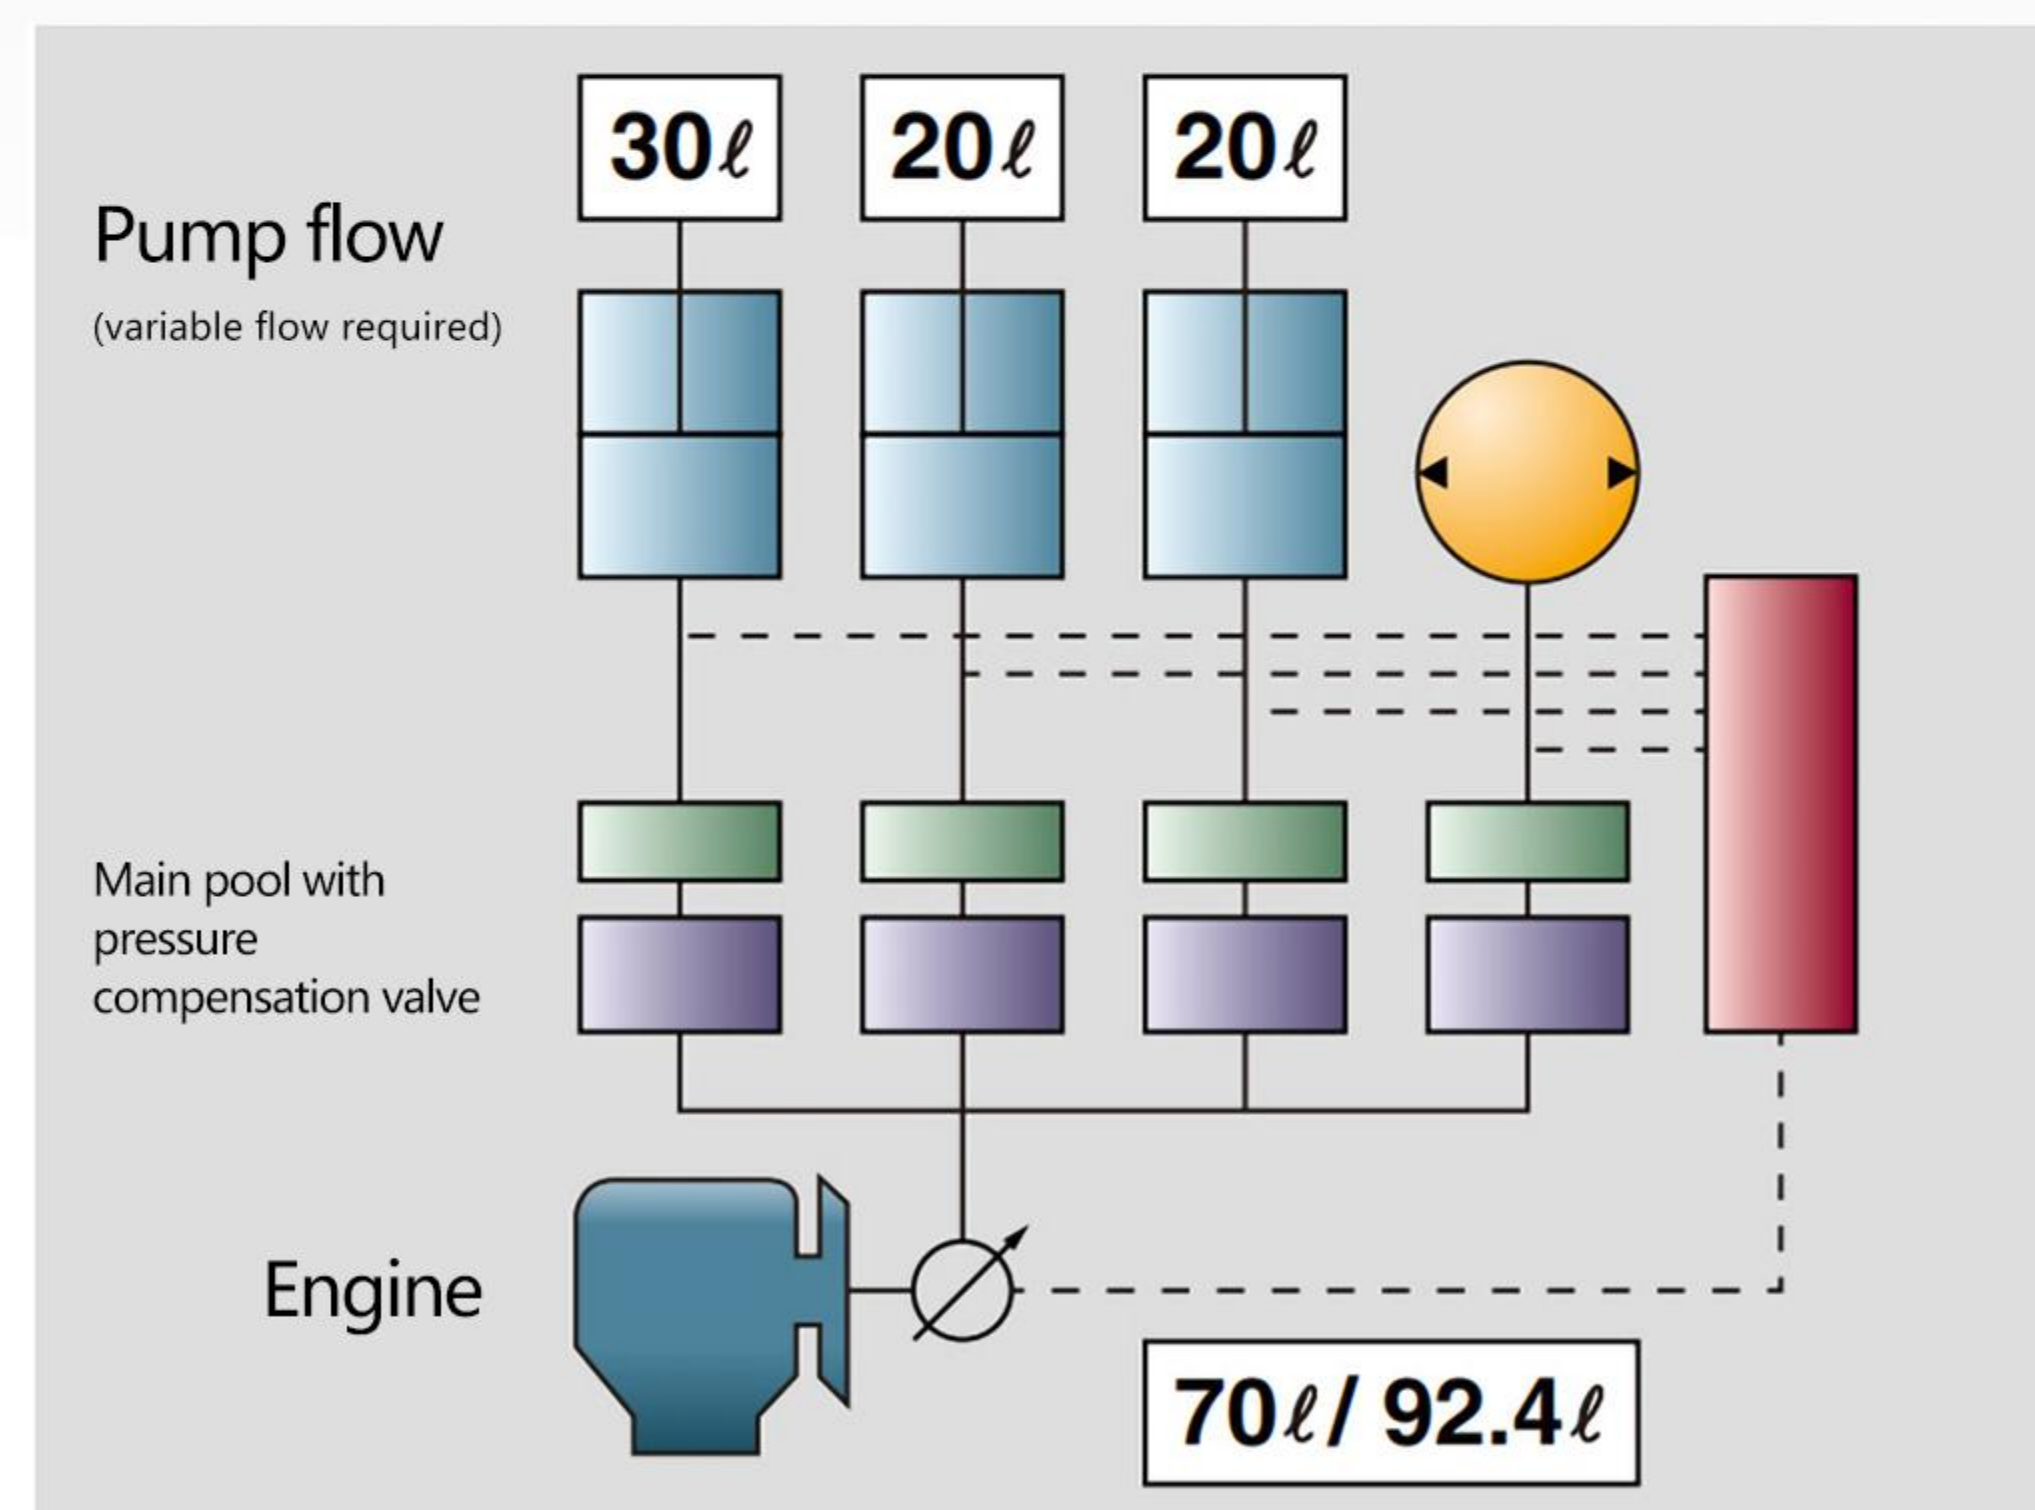 30ℓ
20ℓ
20ℓ
Pump flow
(variable flow required)
Main pool with
pressure
compensation valve
Engine
70ℓ/ 92.4ℓ